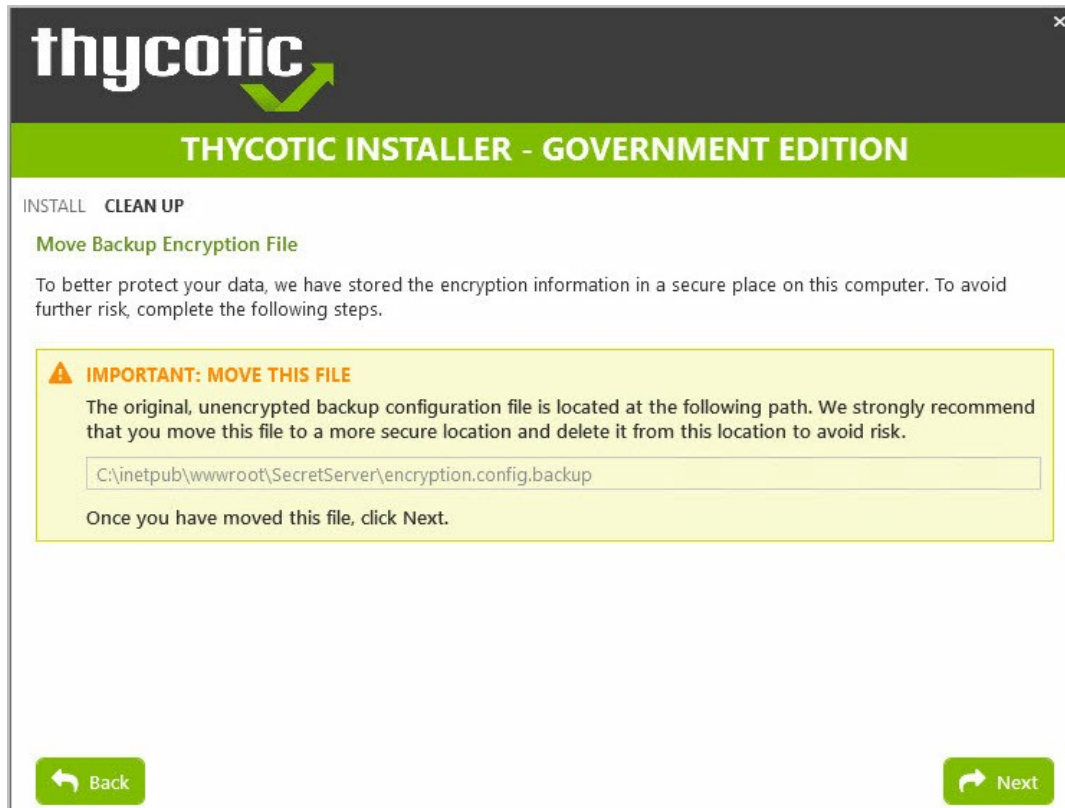 thycotic
THYCOTIC INSTALLER - GOVERNMENT EDITION
INSTALL CLEAN UP
Move Backup Encryption File
To better protect your data, we have stored the encryption information in a secure place on this computer. To avoid
further risk, complete the following steps.
IMPORTANT: MOVE THIS FILE
The original, unencrypted backup configuration file is located at the following path. We strongly recommend
that you move this file to a more secure location and delete it from this location to avoid risk.
C:\inetpub\wwwroot\SecretServer\encryption.config.backup
Once you have moved this file, click Next.
Back
Next